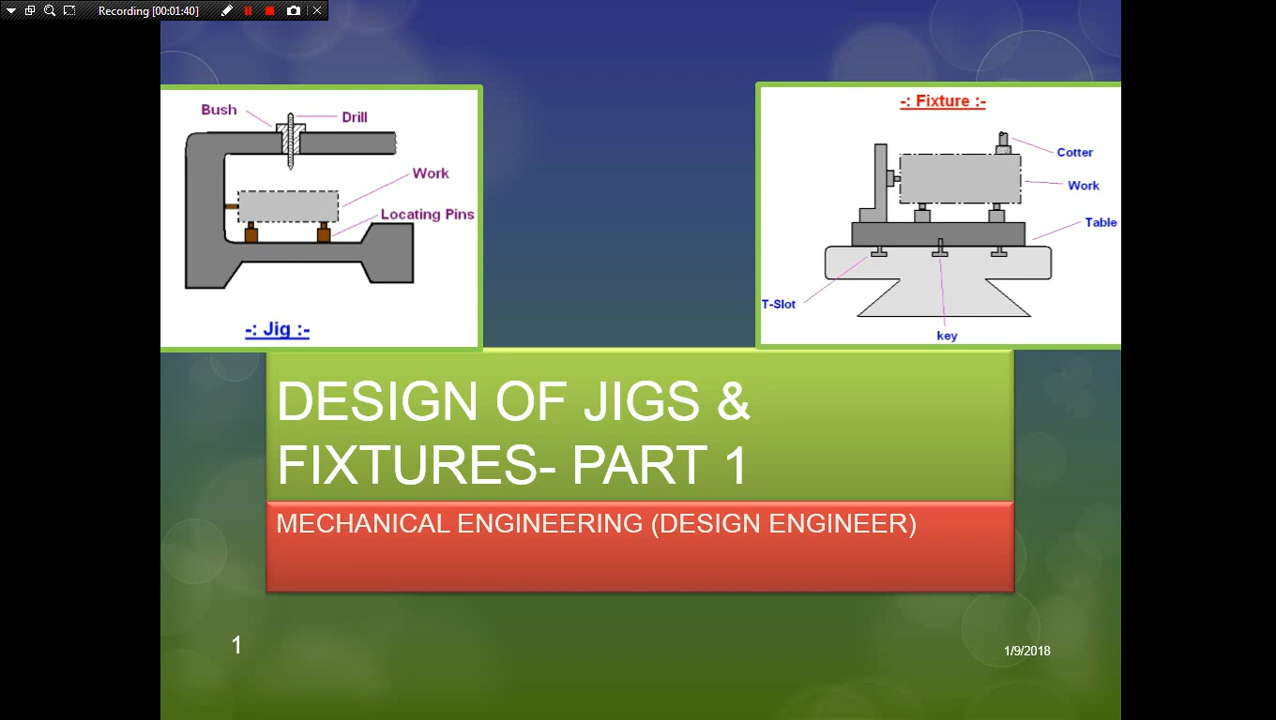 Recording [00:01:40]
Bush
Drill
Work
Locating Pins
-: Jig :-
-: Fixture :-
Cotter
Work
Table
T-Slot
key
DESIGN OF JIGS &
FIXTURES- PART 1
MECHANICAL ENGINEERING (DESIGN ENGINEER)
1
1/9/2018